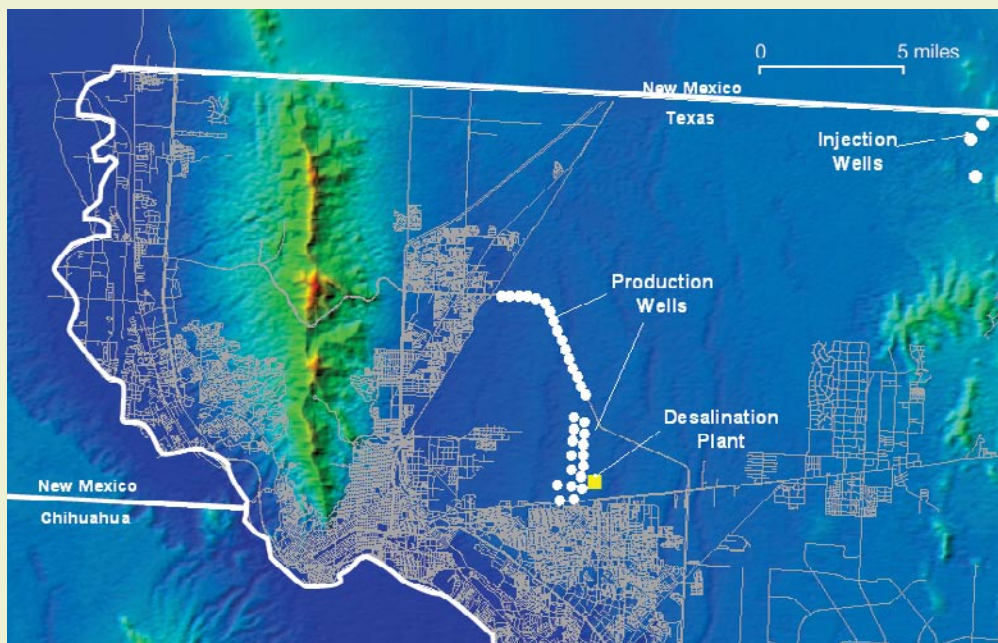 0 5 miles
New Mexico
Texas
Injection
Wells
Production
Wells
Desalination
Plant
New Mexico
Chihuahua